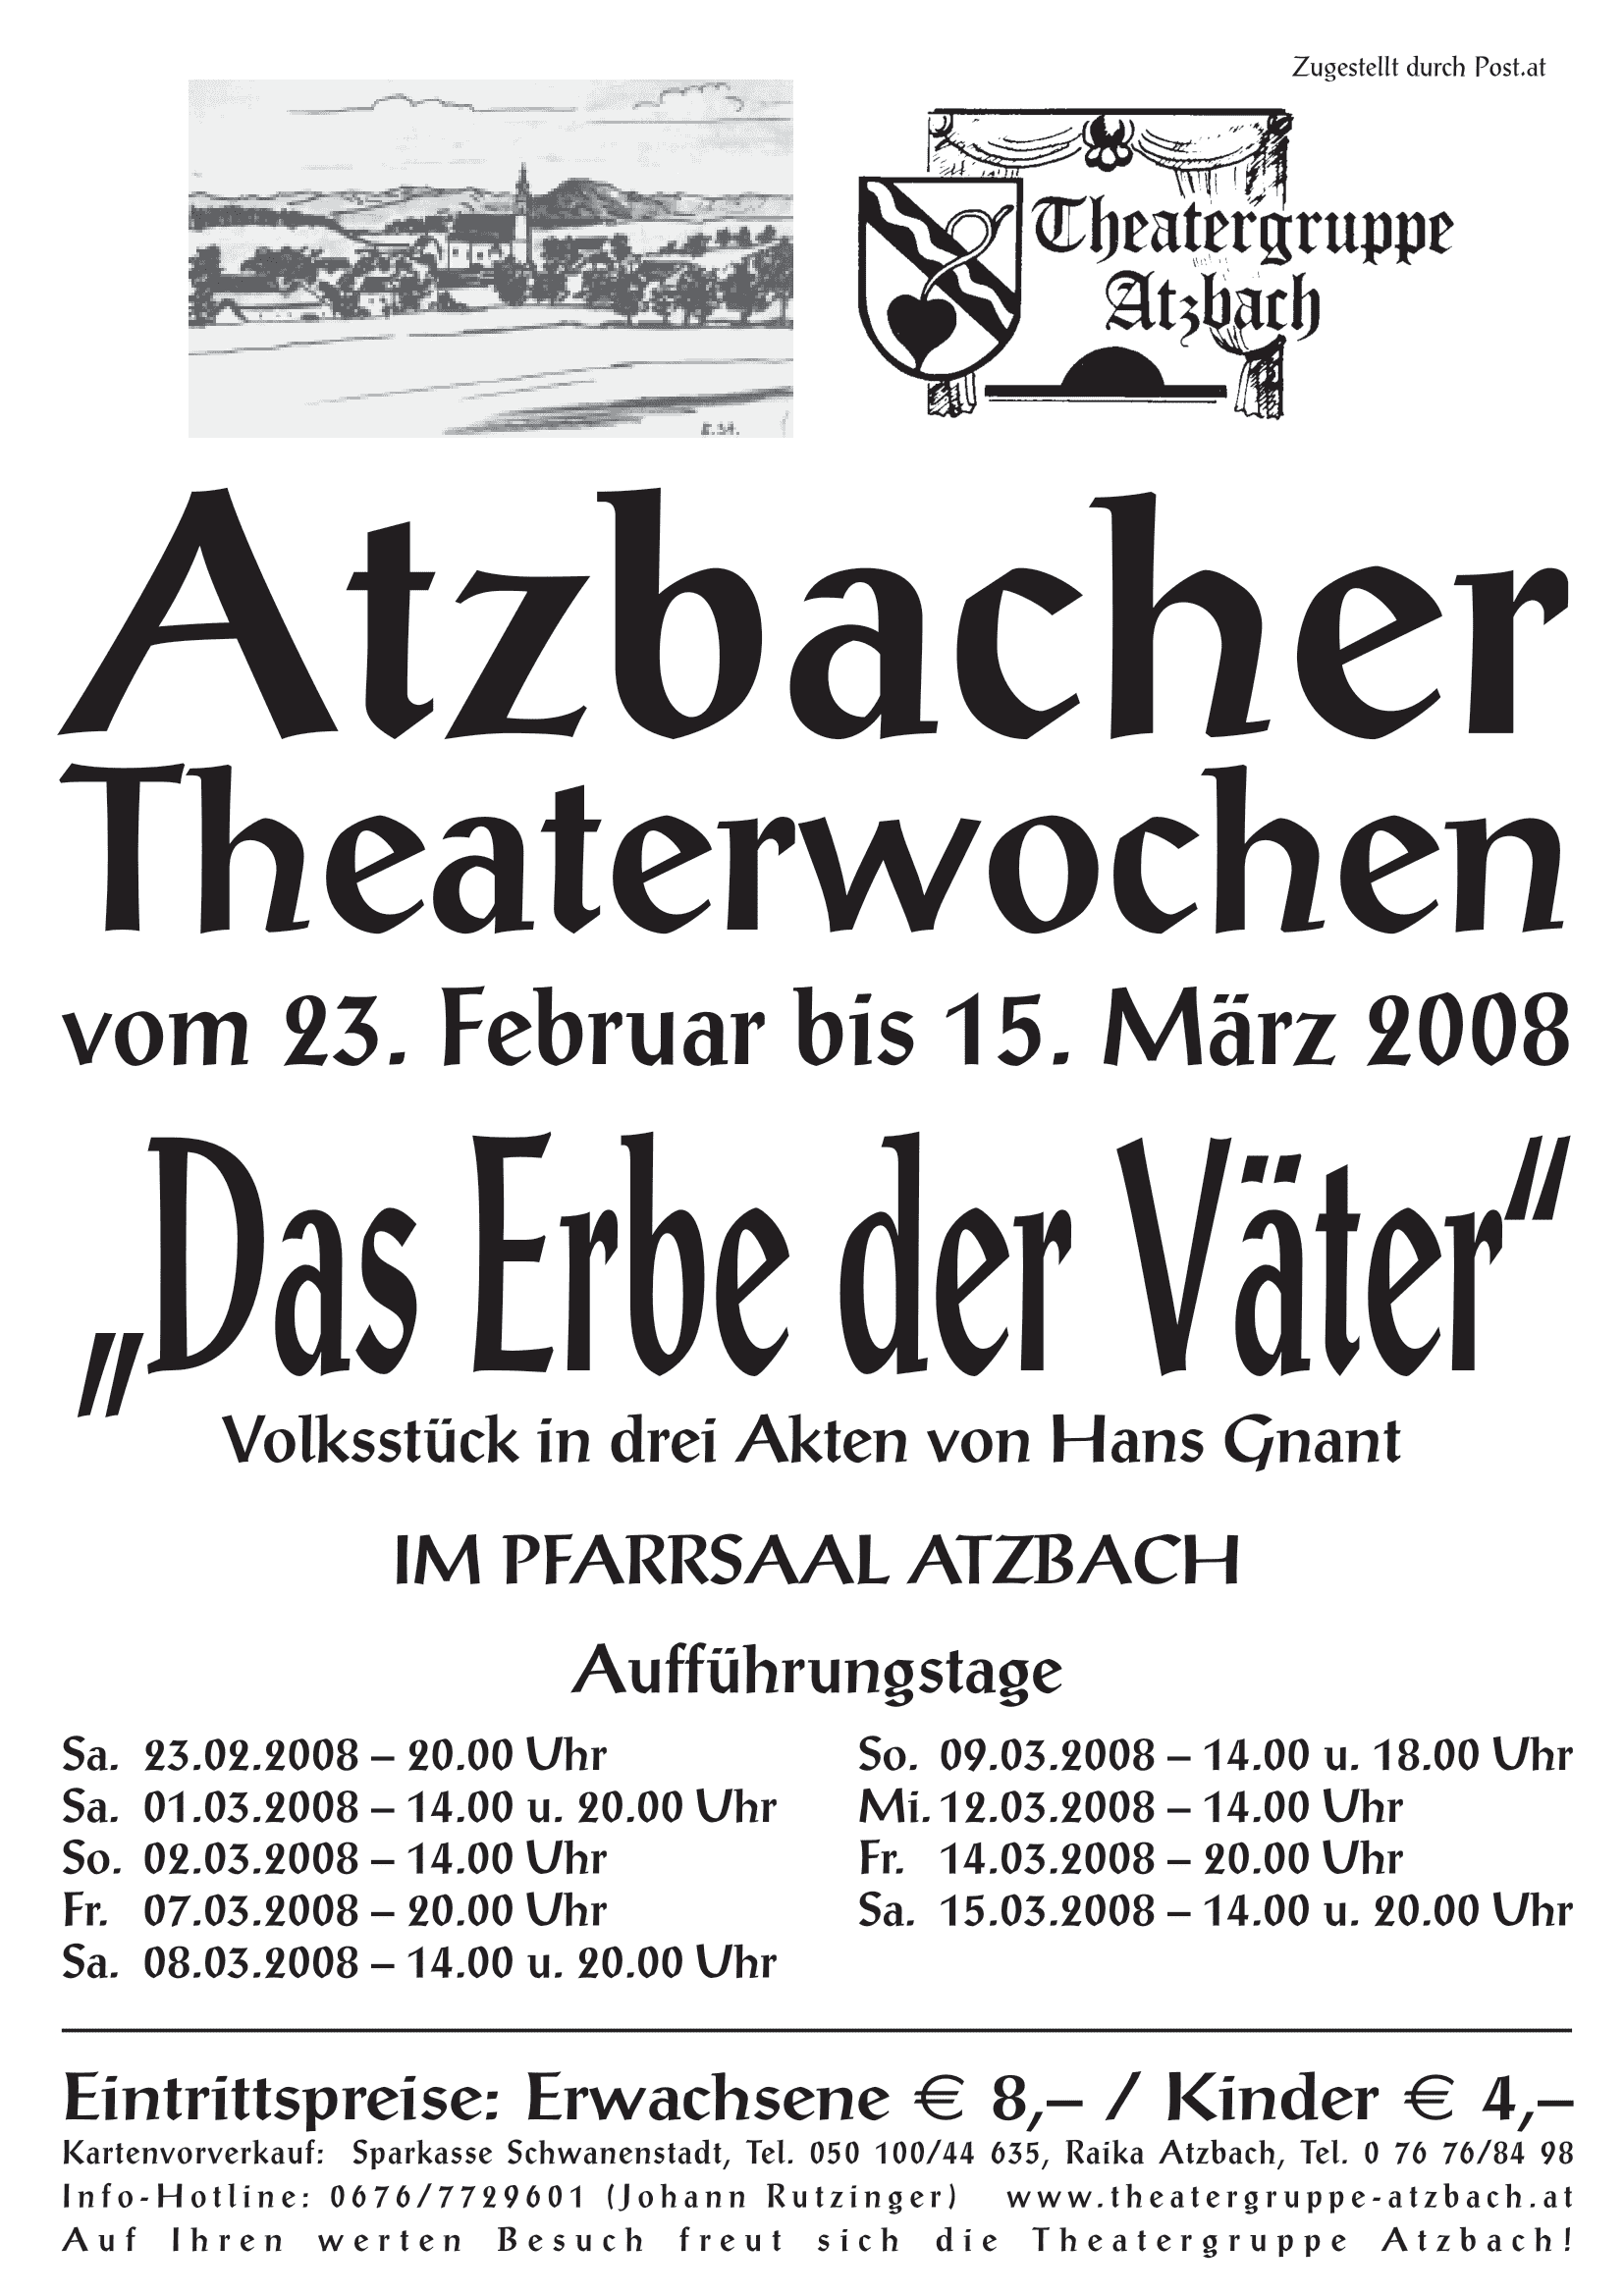 Zugestellt durch Post.at
Theatergruppe
Atzbach
Atzbacher
Theaterwochen
vom 23. Februar bis 15. März 2008
„Das Erbe der Väter“
Volksstück in drei Akten von Hans Gnant
IM PFARRSAAL ATZBACH
Aufführungstage
Sa. 23.02.2008 – 20.00 Uhr
Sa. 01.03.2008 – 14.00 u. 20.00 Uhr
So. 02.03.2008 – 14.00 Uhr
Fr. 07.03.2008 – 20.00 Uhr
Sa. 08.03.2008 – 14.00 u. 20.00 Uhr
So. 09.03.2008 – 14.00 u. 18.00 Uhr
Mi. 12.03.2008 – 14.00 Uhr
Fr. 14.03.2008 – 20.00 Uhr
Sa. 15.03.2008 – 14.00 u. 20.00 Uhr
Eintrittspreise: Erwachsene € 8,– / Kinder € 4,–
Kartenvorverkauf: Sparkasse Schwanenstadt, Tel. 050 100/44 635, Raika Atzbach, Tel. 0 76 76/84 98
Info-Hotline: 0676/7729601 (Johann Rutzinger) www.theatergruppe-atzbach.at
Auf Ihren werten Besuch freut sich die Theatergruppe Atzbach!